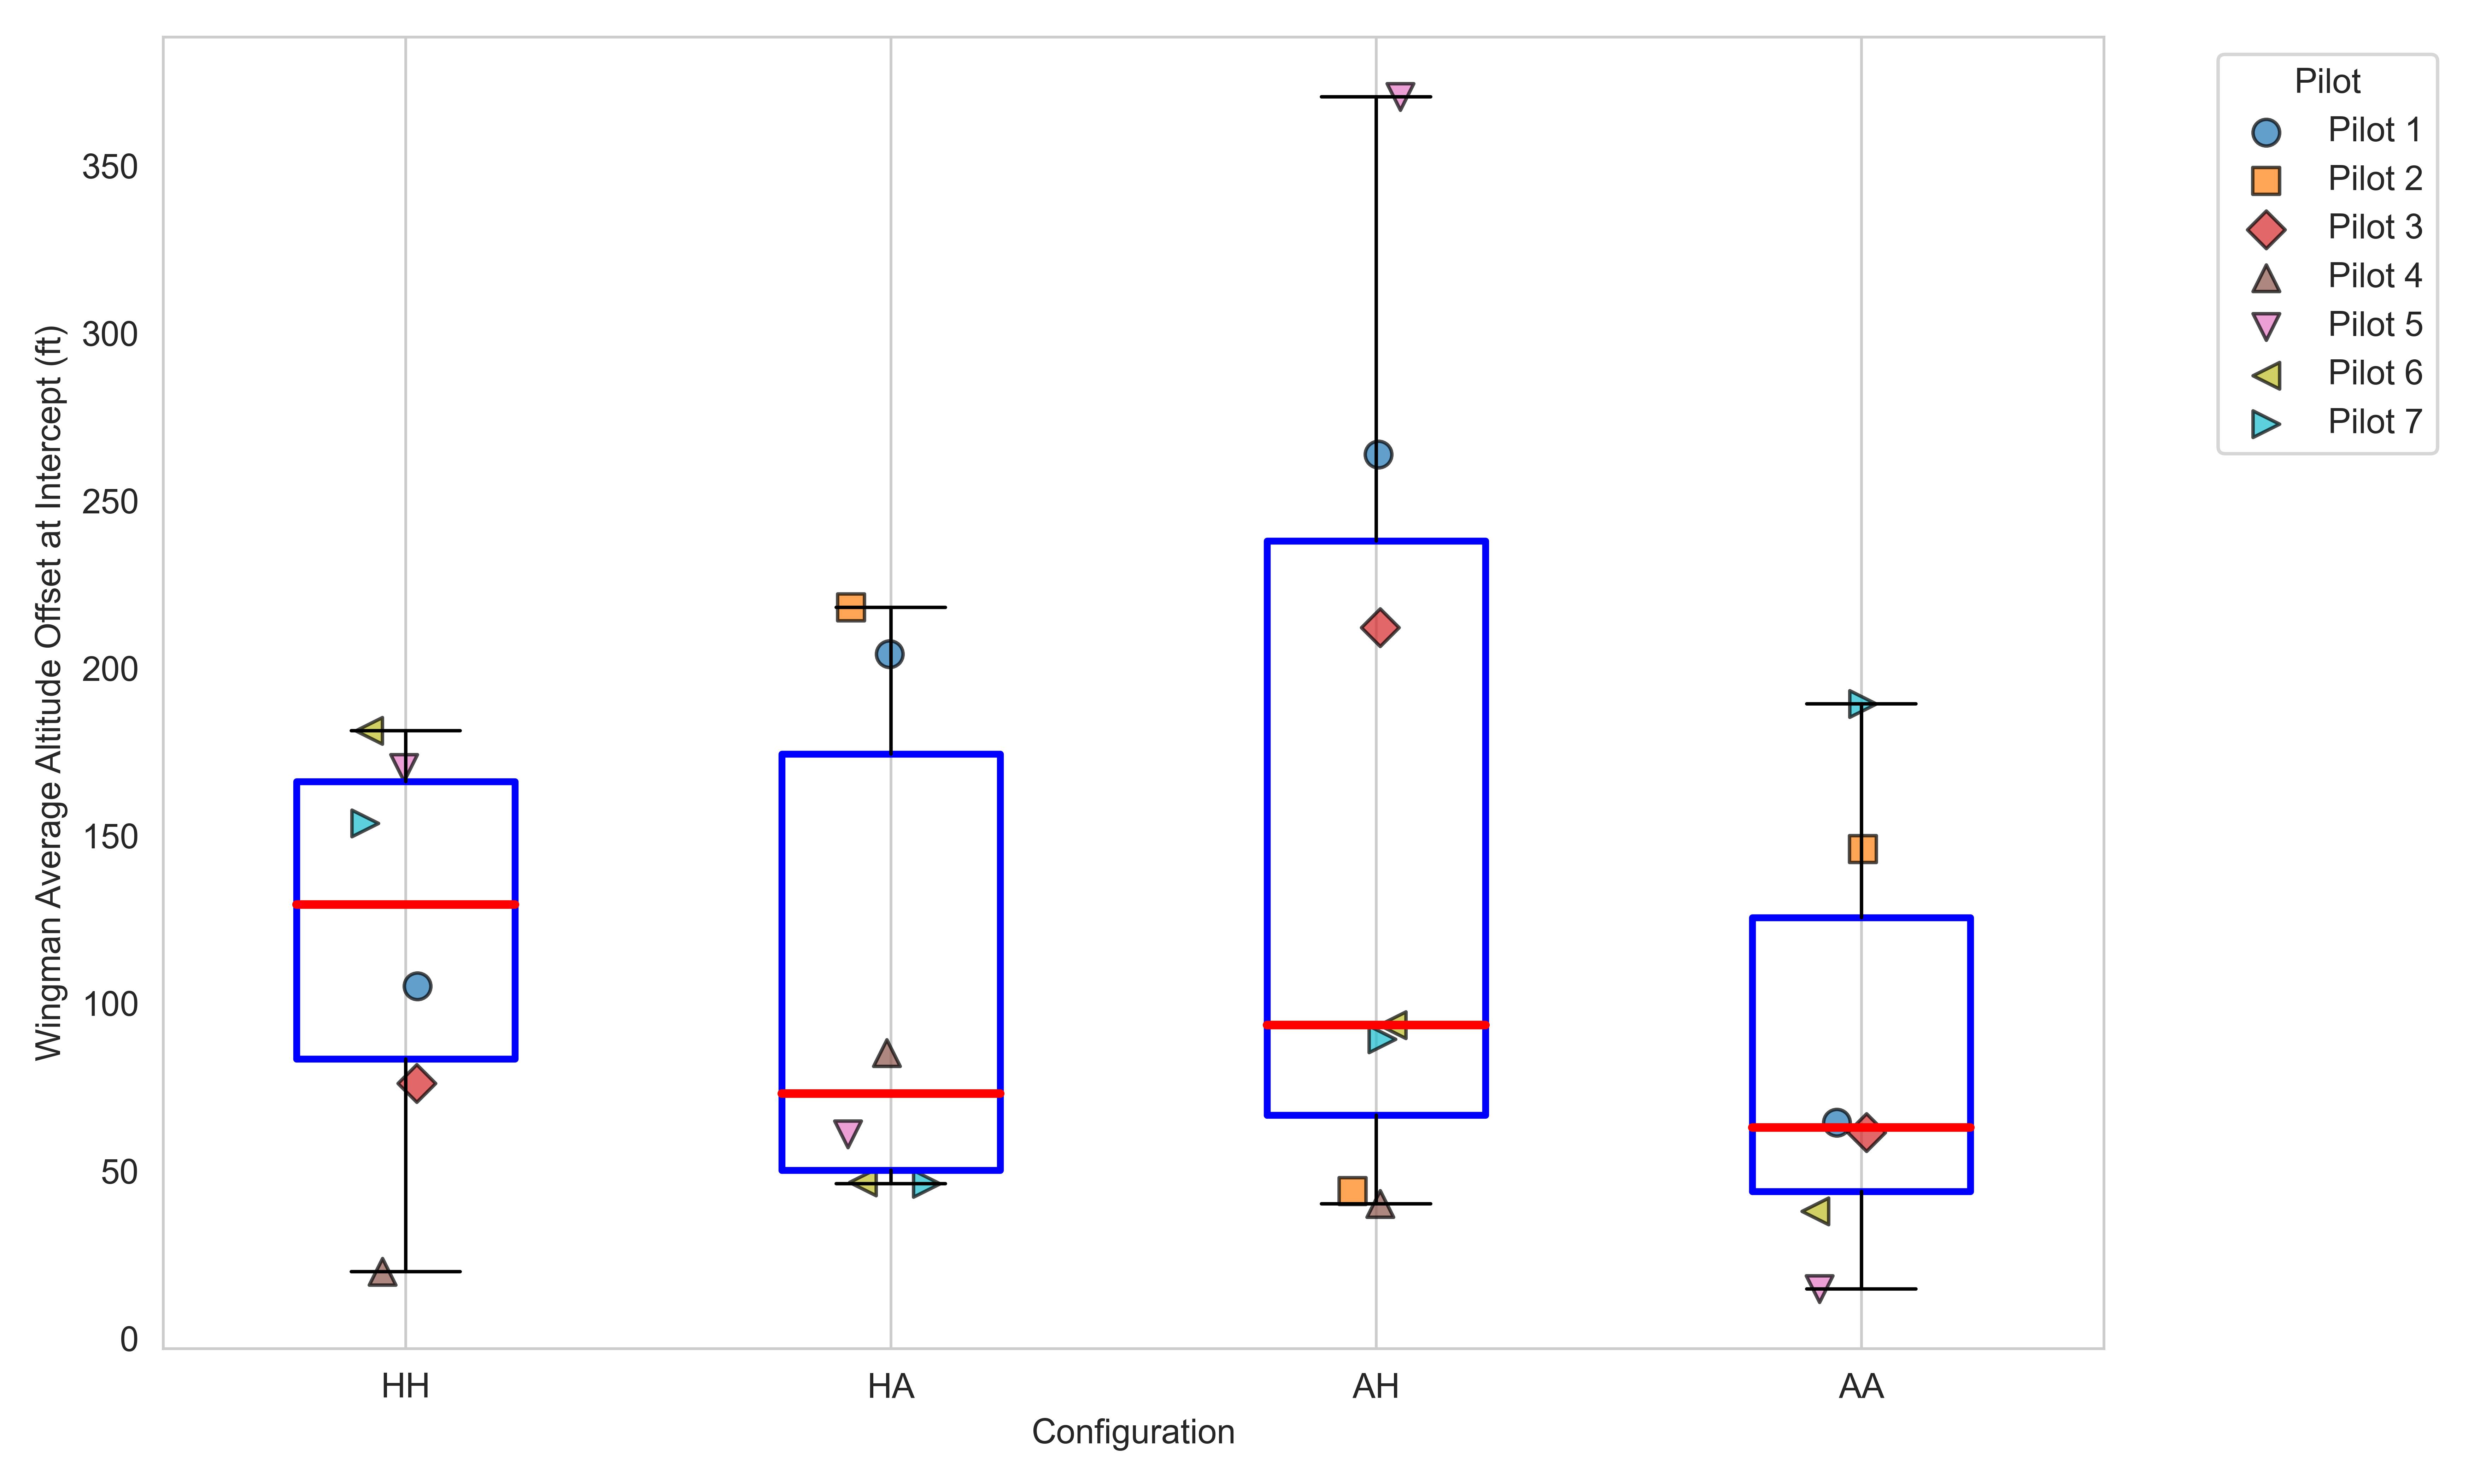 Pilot
Pilot 1
Pilot 2
Pilot 3
Pilot 4
Pilot 5
Pilot 6
Pilot 7
Wingman Average Altitude Offset at Intercept (ft)
350
300
250
200
150
100
50
0
HH HA AH AA
Configuration